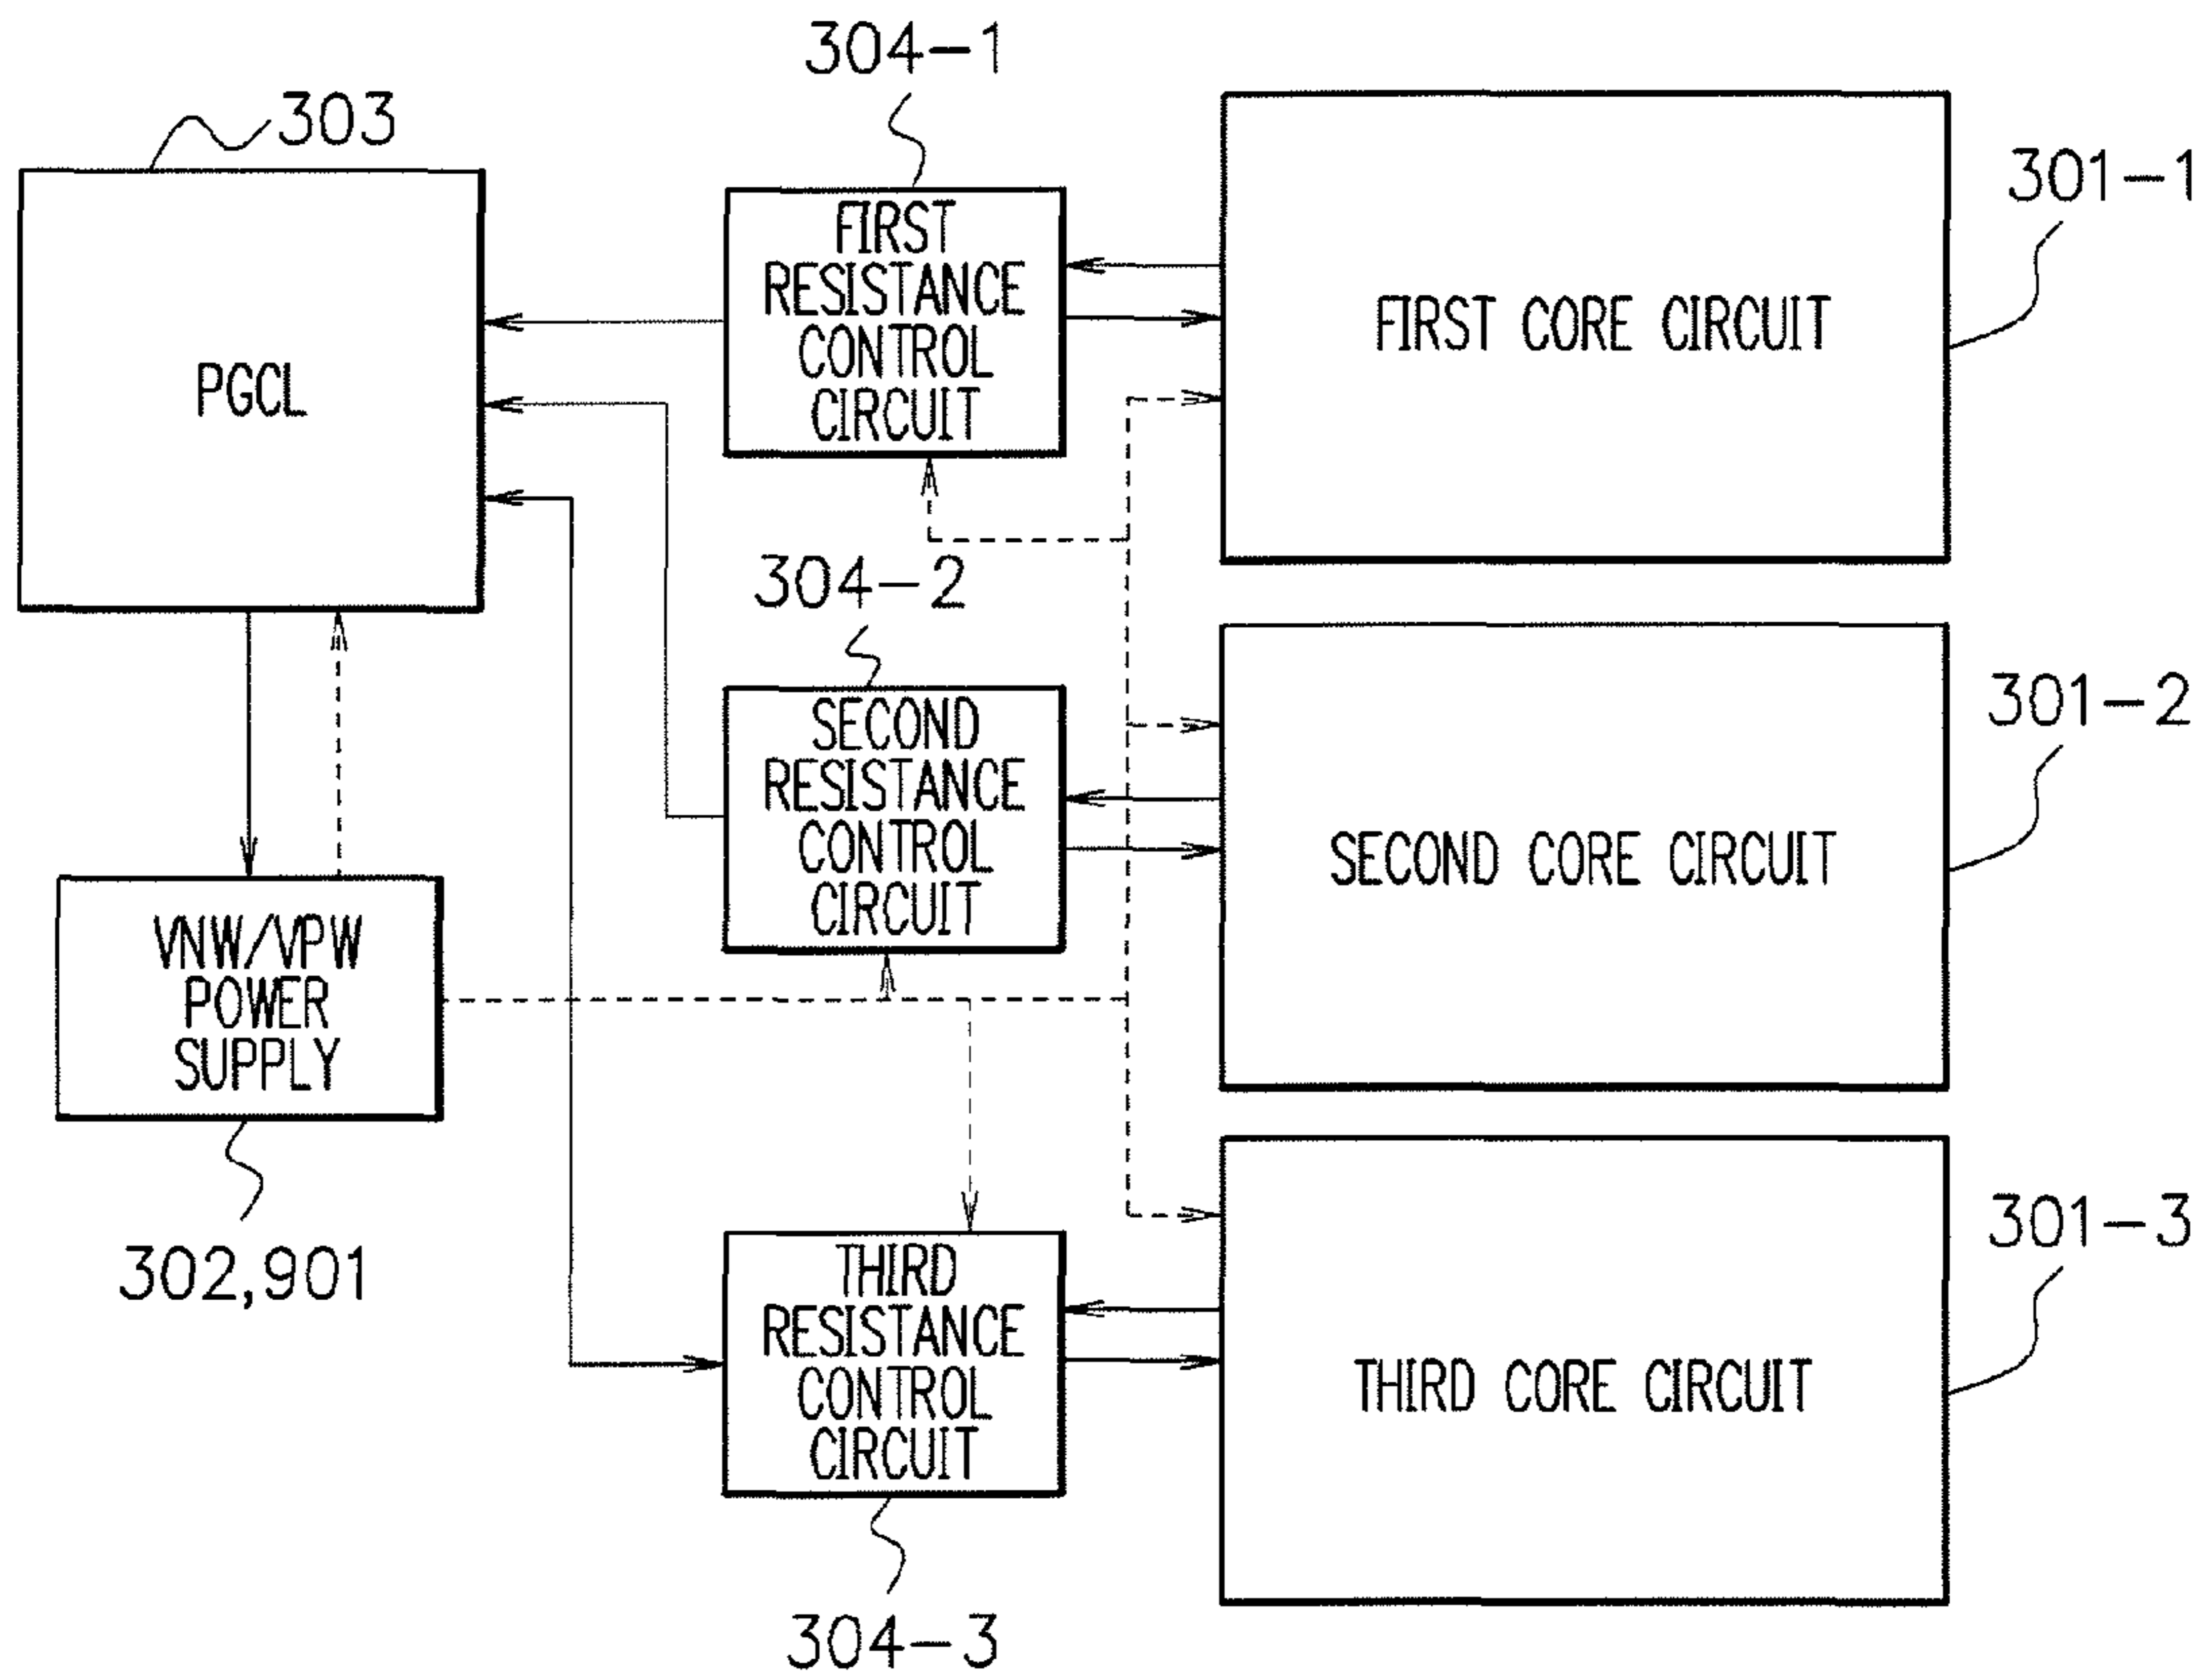 304-1
303
301-1
FIRST
RESISTANCE
CONTROL
CIRCUIT
FIRST CORE CIRCUIT
PGCL
304-2
301-2
SECOND
RESISTANCE
CONTROL
CIRCUIT
SECOND CORE CIRCUIT
VNW/VPW
POWER
SUPPLY
302,901
301-3
THIRD
RESISTANCE
CONTROL
CIRCUIT
THIRD CORE CIRCUIT
304-3